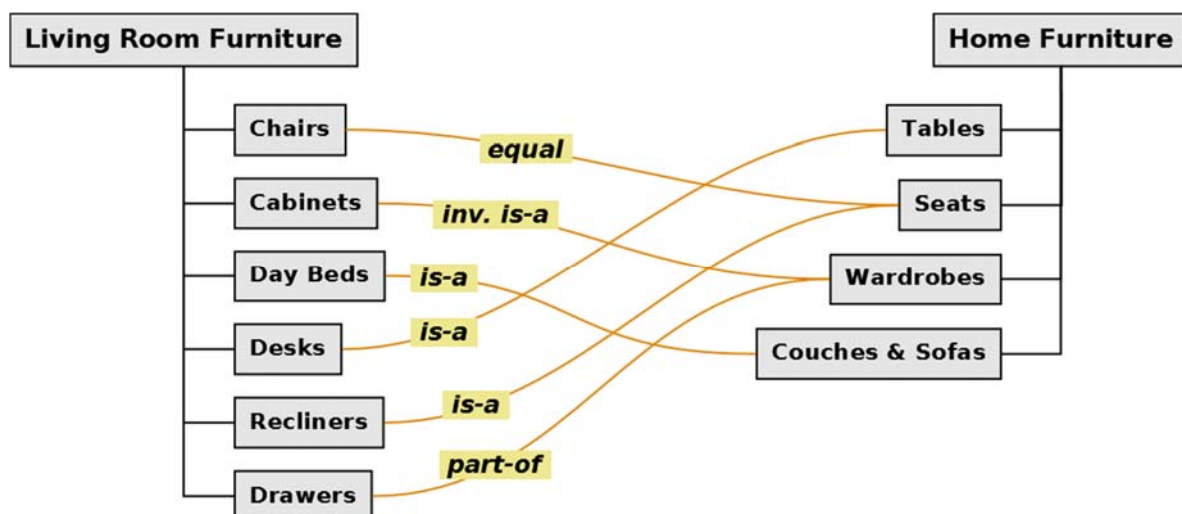 Living Room Furniture
Home Furniture
Chairs
equal
Tables
Cabinets
inv. is-a
Seats
Day Beds
is-a
Wardrobes
Desks
is-a
Couches & Sofas
Recliners
is-a
Drawers
part-of